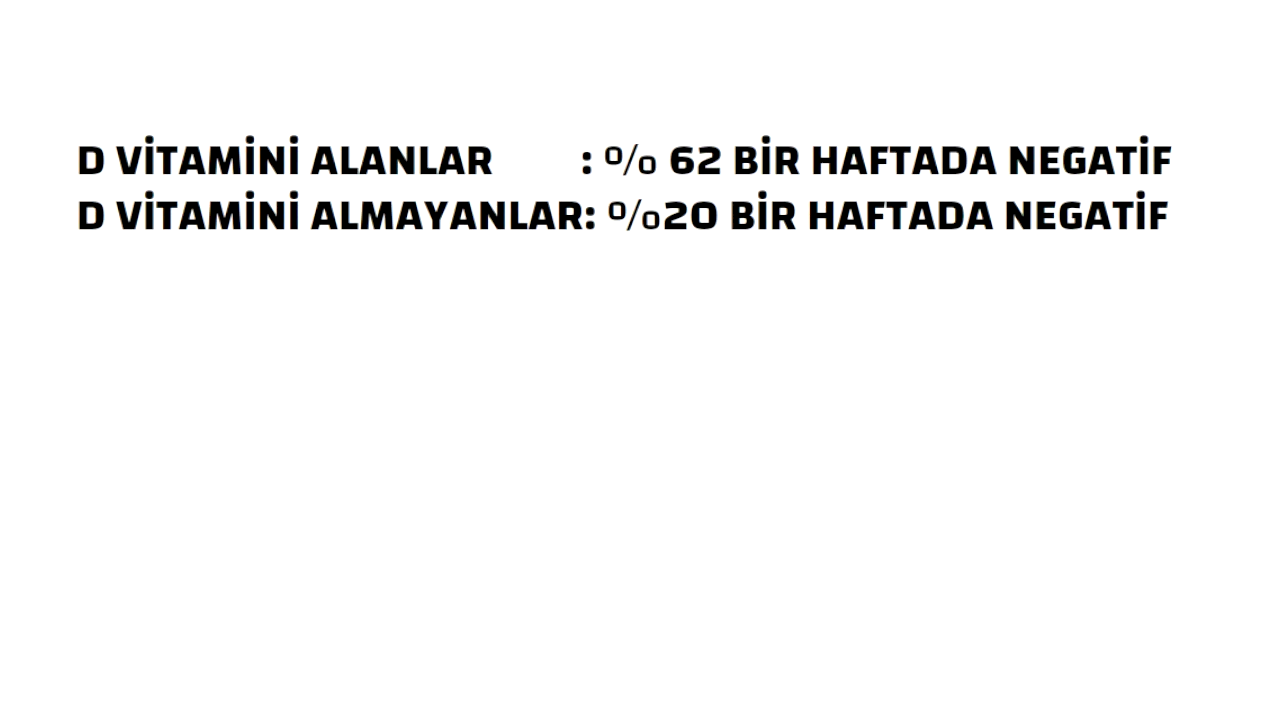 D VİTAMİNİ ALANLAR : % 62 BİR HAFTADA NEGATİF
D VİTAMİNİ ALMAYANLAR: %20 BİR HAFTADA NEGATİF